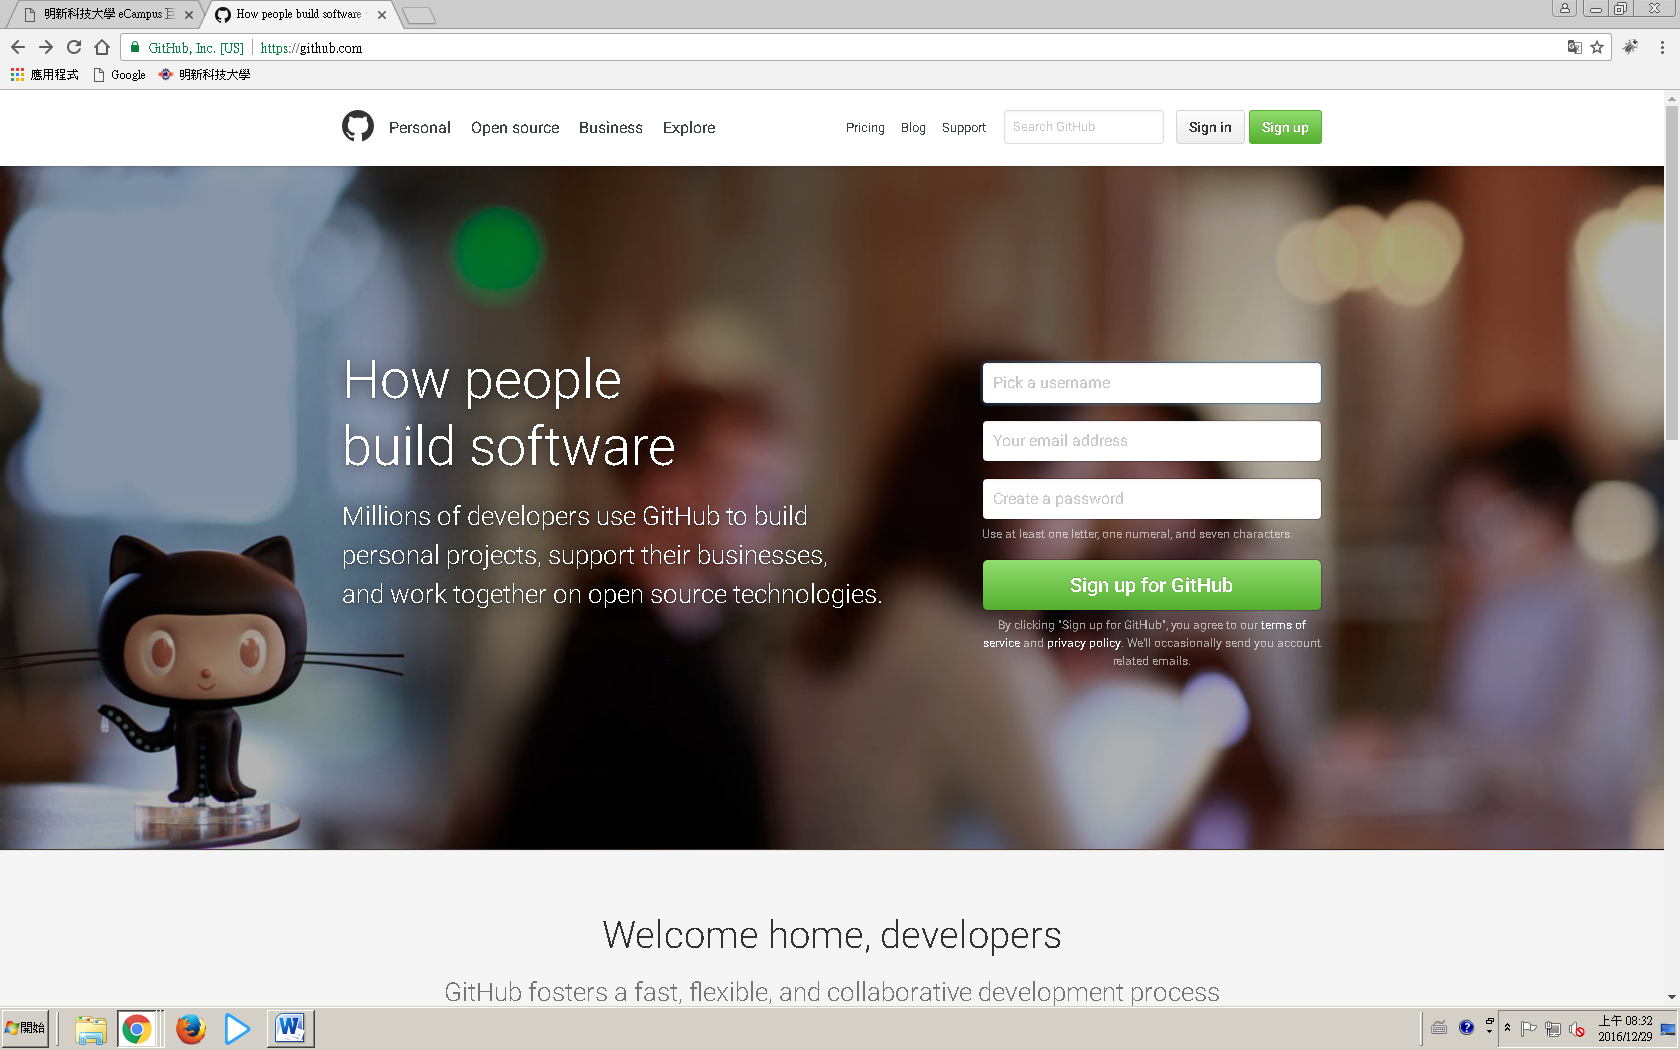 明新科技大學 eCampus
How people build software
GitHub, Inc. [US]
https://github.com
應用程式
Google
明新科技大學
Personal
Open source
Business
Explore
Pricing
Blog
Support
Search GitHub
Sign in
Sign up
How people
build software
Millions of developers use GitHub to build
personal projects, support their businesses,
and work together on open source technologies.
Pick a username
Your email address
Create a password
Use at least one letter, one numeral, and seven characters.
Sign up for GitHub
By clicking "Sign up for GitHub", you agree to our terms of
service and privacy policy. We'll occasionally send you account
related emails.
Welcome home, developers
GitHub fosters a fast, flexible, and collaborative development process
開始
上午 08:32
2016/12/29